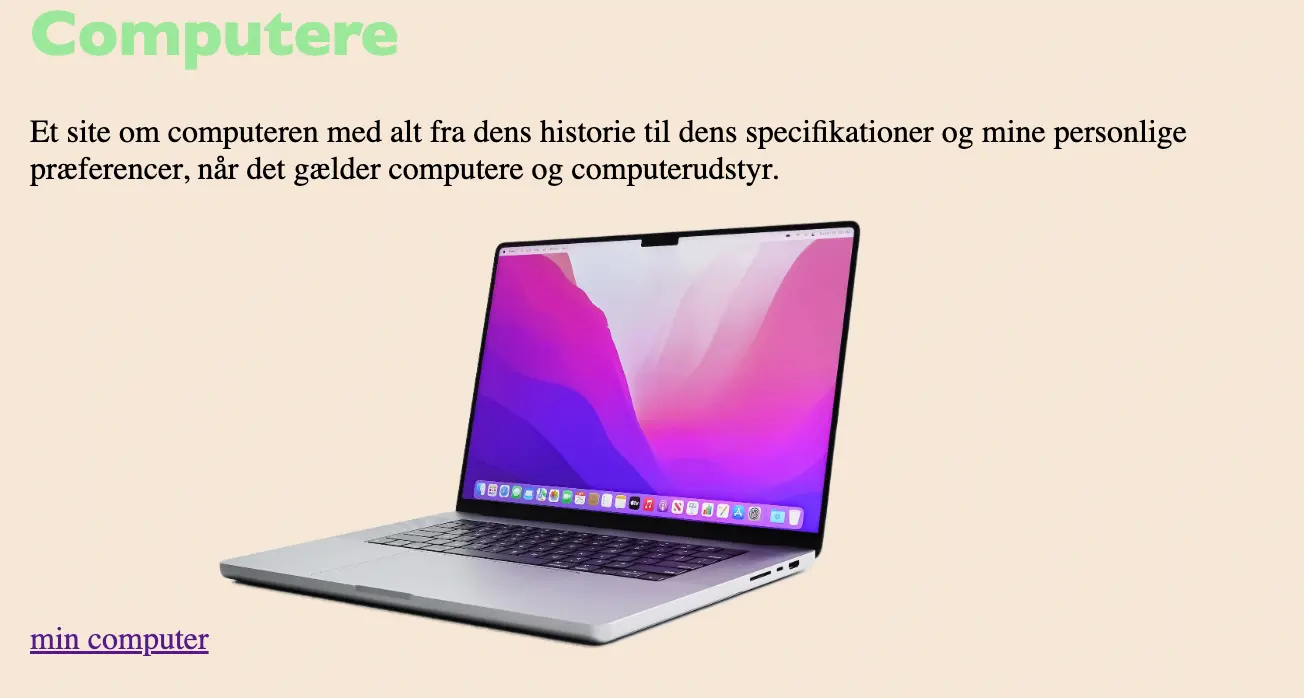 Computere
Et site om computeren med alt fra dens historie til dens specifikationer og mine personlige
præferencer, når det gælder computere og computerudstyr.
min computer